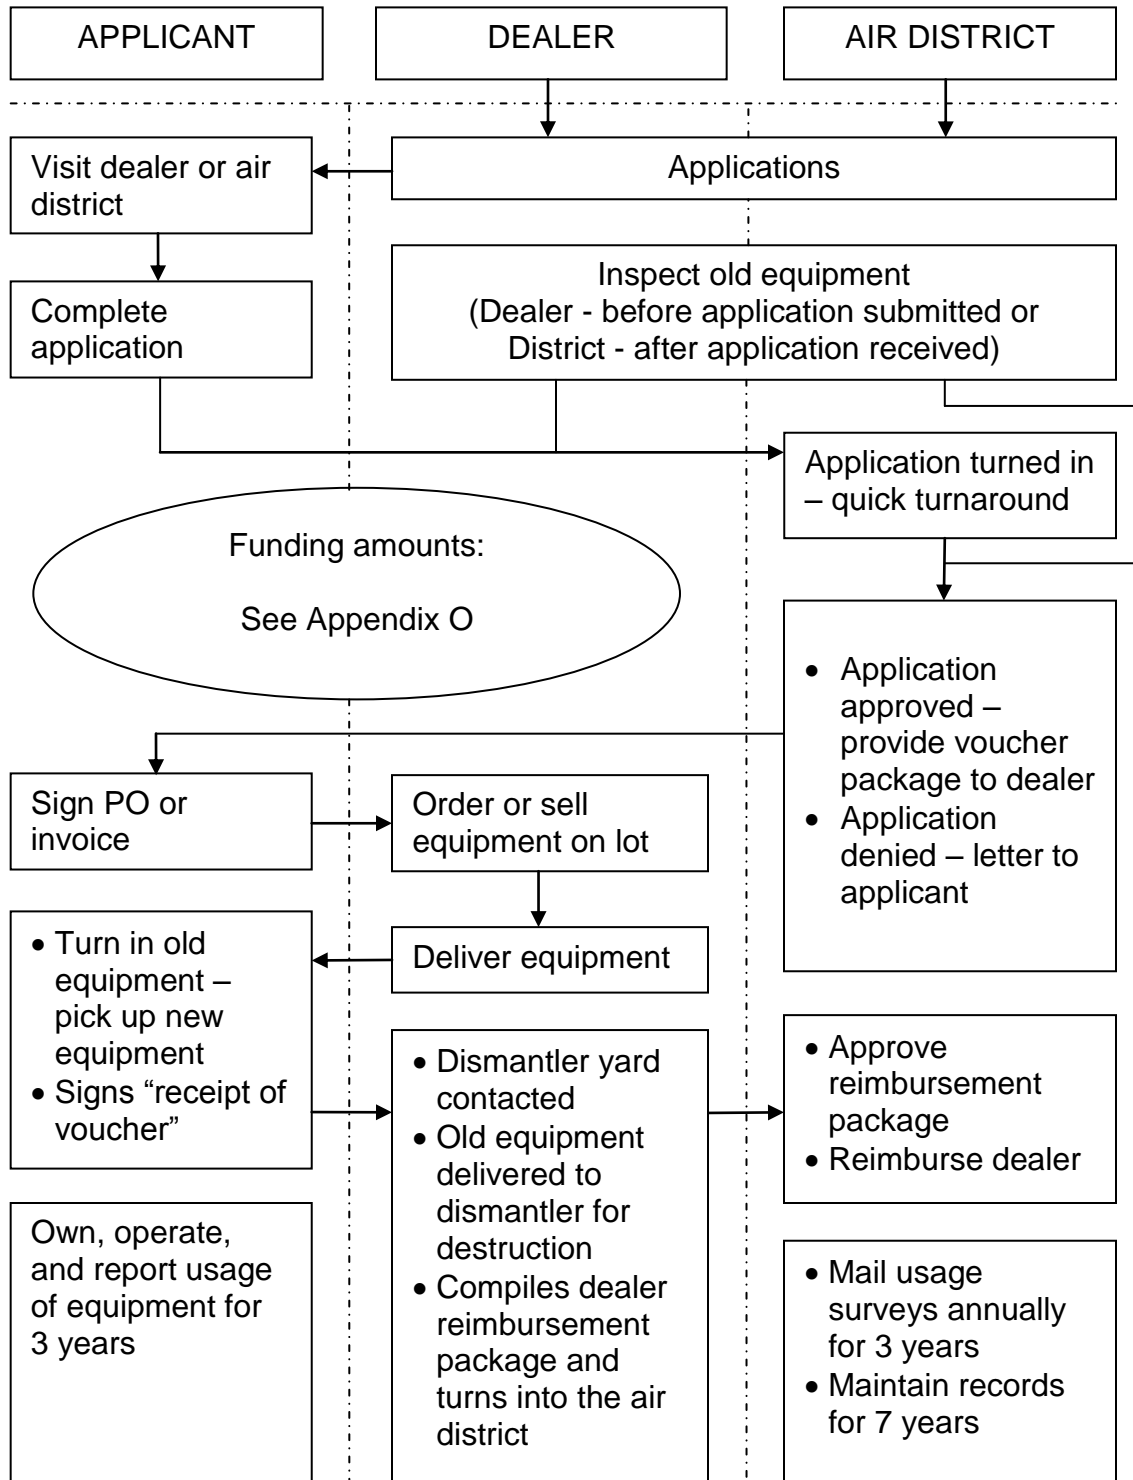 APPLICANT
DEALER
AIR DISTRICT
Visit dealer or air
district
Applications
Complete
application
Inspect old equipment
(Dealer - before application submitted or
District - after application received)
Application turned in
– quick turnaround
Funding amounts:
See Appendix O
• Application
approved –
provide voucher
package to dealer
• Application
denied – letter to
applicant
Sign PO or
invoice
Order or sell
equipment on lot
• Turn in old
equipment –
pick up new
equipment
• Signs “receipt of
voucher”
Deliver equipment
• Dismantler yard
contacted
• Old equipment
delivered to
dismantler for
destruction
• Compiles dealer
reimbursement
package and
turns into the air
district
• Approve
reimbursement
package
• Reimburse dealer
Own, operate,
and report usage
of equipment for
3 years
• Mail usage
surveys annually
for 3 years
• Maintain records
for 7 years